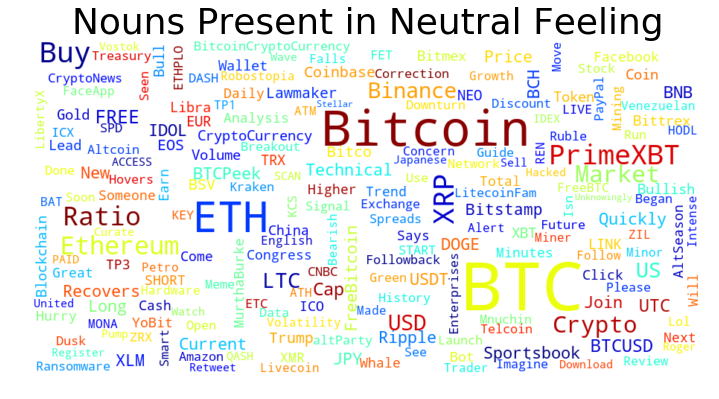 Nouns Present in Neutral Feeling
Vostok
BitcoinCryptoCurrency
Buy
Treasury
Bull
Wave
Falls
FET
Bitmex
Price
Move
Facebook
Stock
CryptoNews
Seen
ETHPLO
Wallet
Robostopia
Coinbase
Correction
Growth
BCH
Coin
FaceApp
DASH
Daily
Lawmaker
Binance
NEO
Discount
Token
PayPal
Mining
BNB
Venezuelan
LibertyX
Gold
FREE
Libra
TP1
ATM
Stellar
Downturn
LIVE
Bittrex
ICX
SPD
IDOL
EUR
Analysis
Bitcoin
IDEX
Ruble
Run
HODL
Lead
Altcoin
EOS
CryptoCurrency
Breakout
Bitco
Concern
Guide
REN
PrimeXBT
Done
ACCESS
Volume
TRX
Technical
Japanese
Sell
Network
Hacked
New
Hovers
Earn
BTCPeek
SCAN
Use
Total
Market
BAT
Soon
Someone
BSV
Kraken
Higher
Trend
XRP
LitecoinFam
FreeBTC
Unknowingly
Bullish
Began
Intense
Ratio
KEY
ETH
KCS
Signal
Exchange
Spreads
Bitstamp
Isn
Quickly
Curate
China
English
Bearish
FreeBitcoin
Says
Alert
XBT
Future
Miner
ZIL
AltSeason
Blockchain
Ethereum
Come
MurthaBurke
Congress
START
DOGE
Minutes
LINK
Follow
Minor
PAID
TP3
Petro
Great
Recovers
SHORT
Hardware
Meme
LTC
CNBC
ATH
Cap
Followback
Green
USDT
Enterprises
BTC
Click
US
Please
Will
United
Long
Cash
Watch
ETC
ICO
Made
History
Join
UTC
Hurry
MONA
YoBit
Open
Data
Volatility
USD
Mnuchin
Telcoin
Crypto
Lol
Dusk
Pump
ZRX
Smart
Current
Trump
altParty
Ripple
Launch
Next
Register
Amazon
QASH
XMR
JPY
See
Bot
Sportsbook
BTCUSD
Roger
Ransomware
XLM
Retweet
Livecoin
Whale
Trader
Imagine
Download
Review